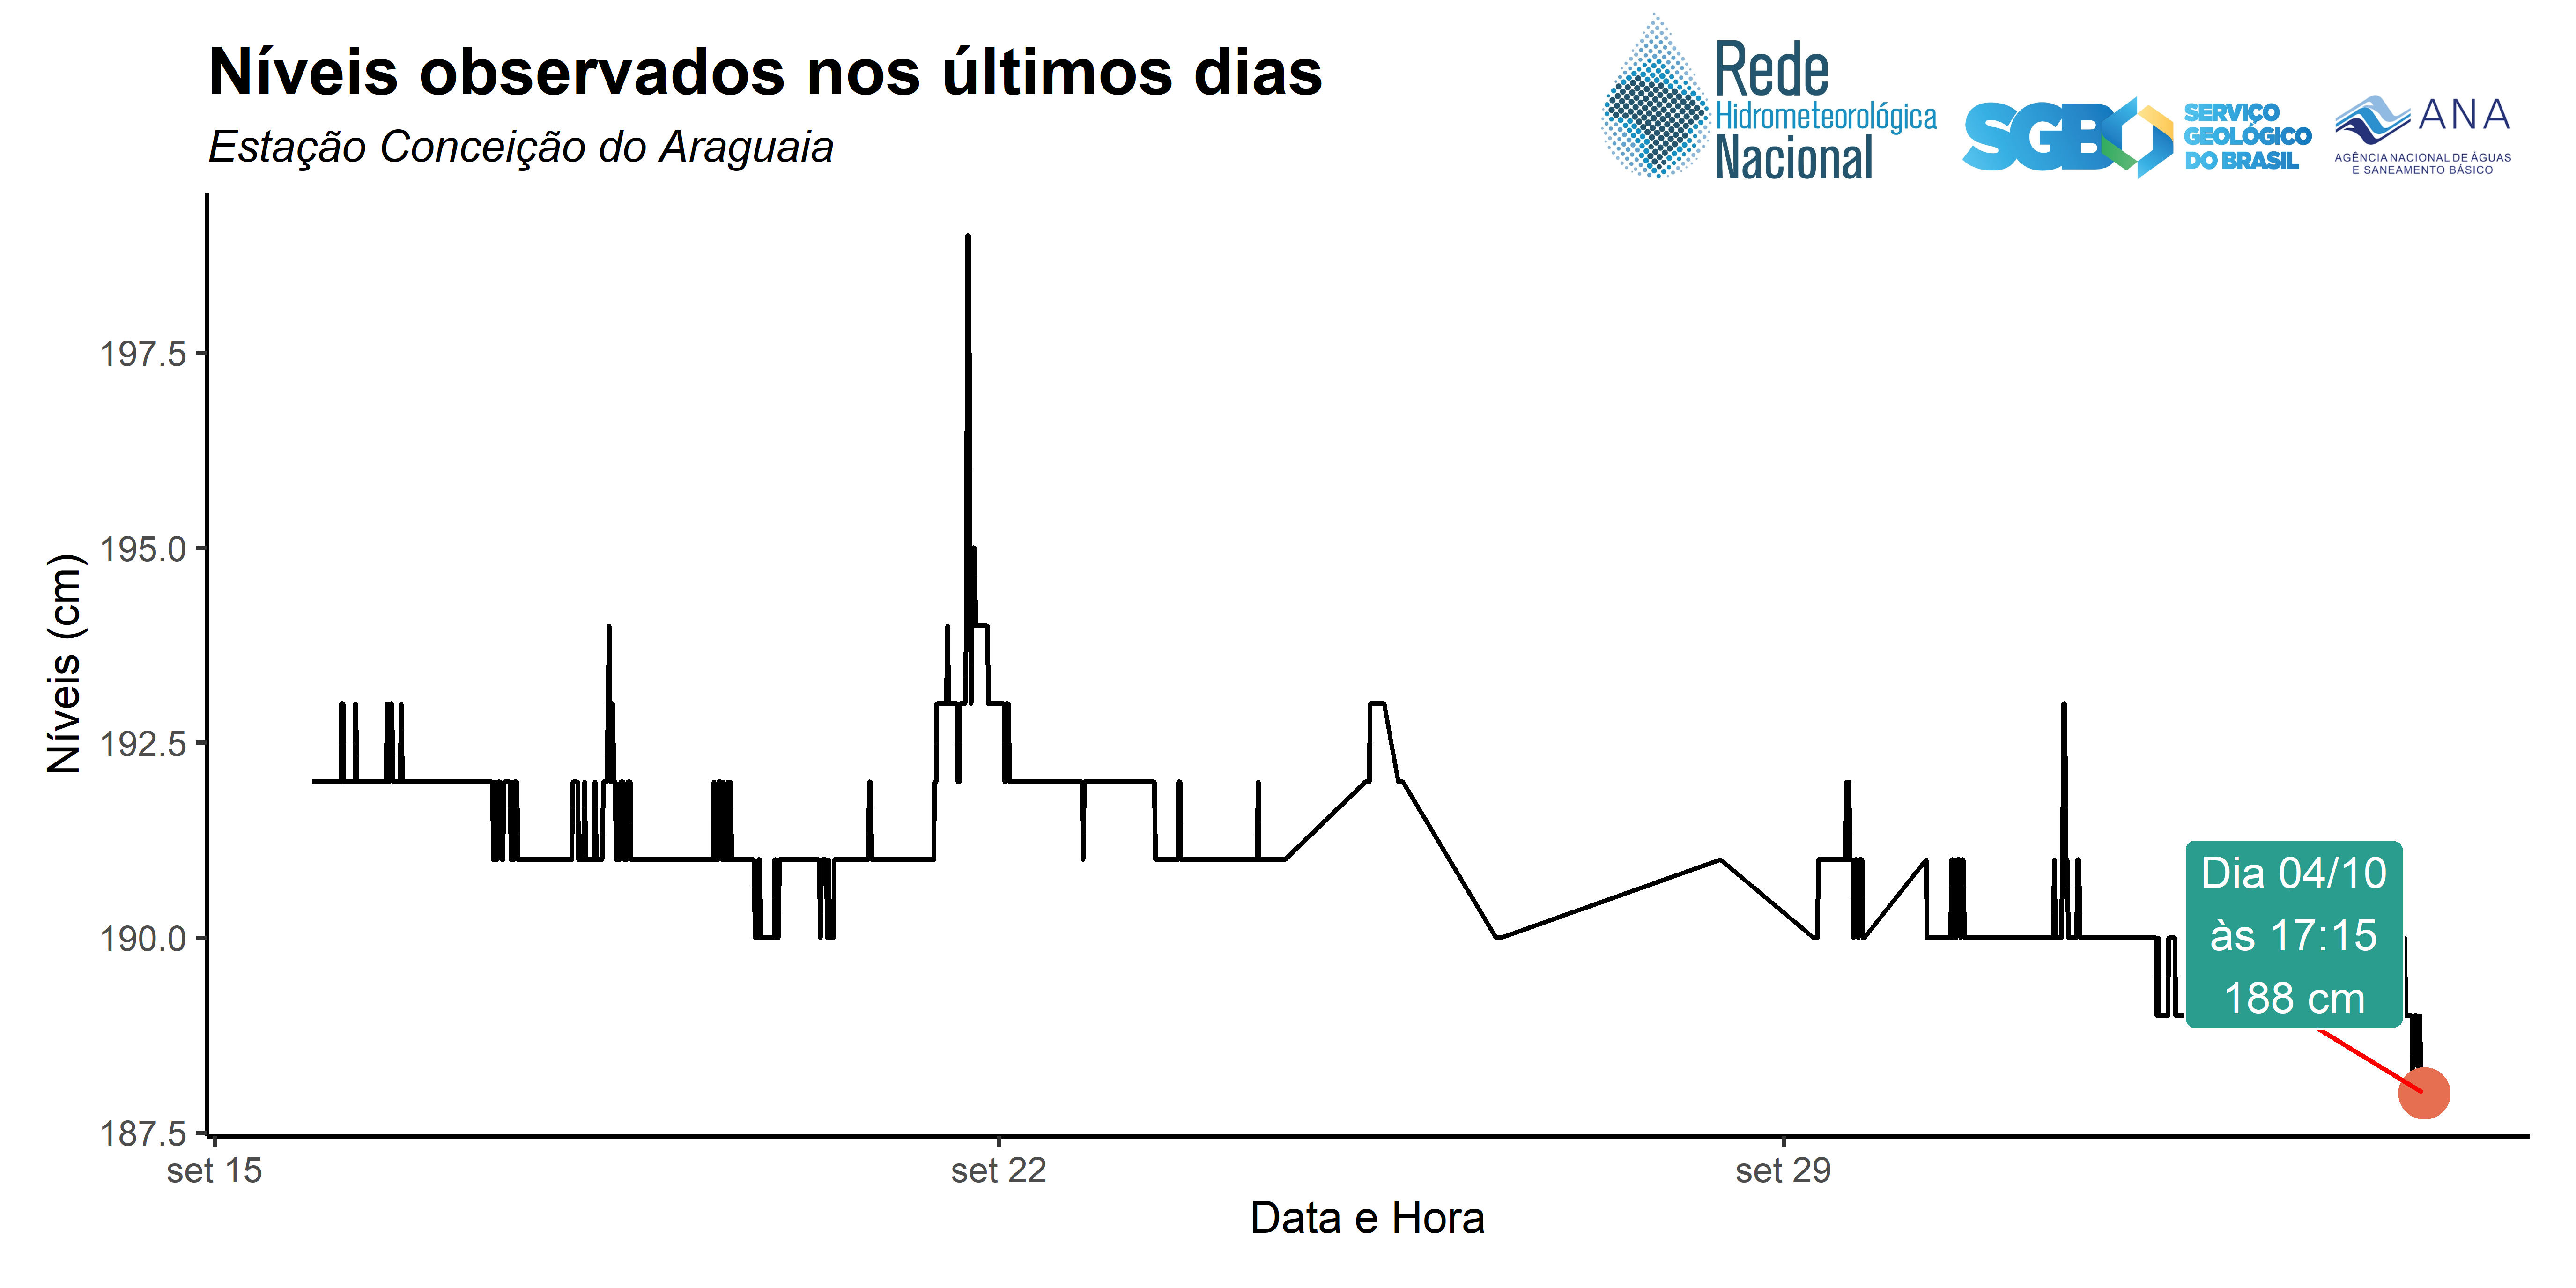 Níveis observados nos últimos dias
Estação Conceição do Araguaia
Rede
Hidrometeorológica
Nacional
SGB
SERVIÇO
GEOLÓGICO
DO BRASIL
ANA
AGÊNCIA NACIONAL DE ÁGUAS
E SANEAMENTO BÁSICO
Níveis (cm)
197.5
195.0
192.5
190.0
187.5
Dia 04/10
às 17:15
188 cm
set 15
set 22
set 29
Data e Hora